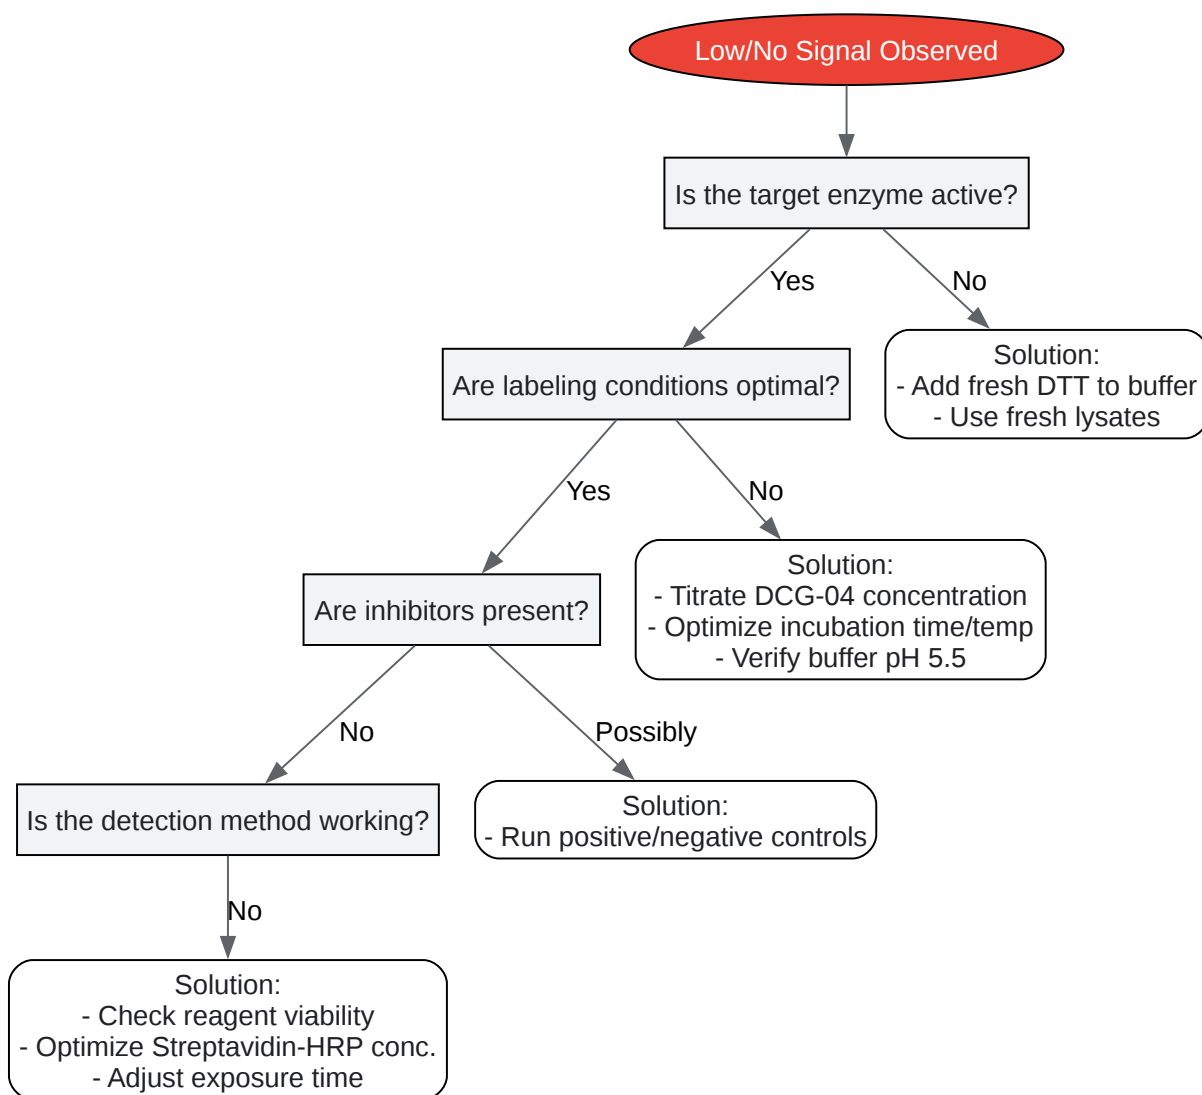 Low/No Signal Observed
Is the target enzyme active?
Yes
No
Are labeling conditions optimal?
Solution:
- Add fresh DTT to buffer
- Use fresh lysates
Yes
No
Are inhibitors present?
Solution:
- Titrate DCG-04 concentration
- Optimize incubation time/temp
- Verify buffer pH 5.5
No
Possibly
Is the detection method working?
Solution:
- Run positive/negative controls
No
Solution:
- Check reagent viability
- Optimize Streptavidin-HRP conc.
- Adjust exposure time